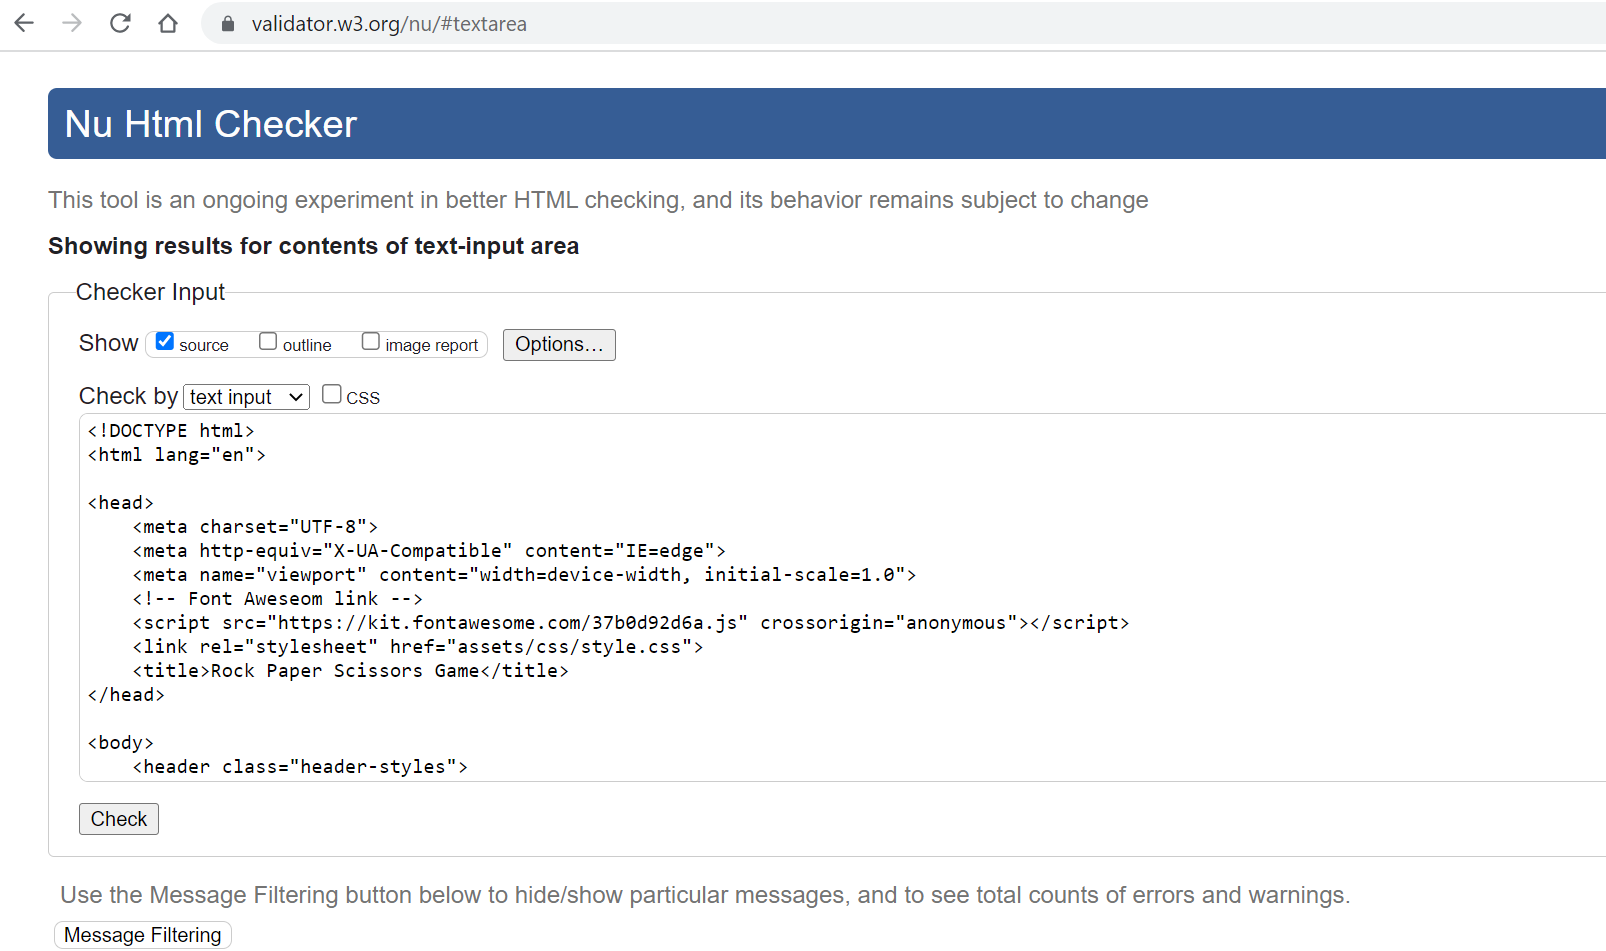 validator.w3.org/nu/#textarea
Nu Html Checker
This tool is an ongoing experiment in better HTML checking, and its behavior remains subject to change
Showing results for contents of text-input area
Checker Input
Show source outline image report Options...
Check by text input CSS
<!DOCTYPE html>
<html lang="en">
<head>
    <meta charset="UTF-8">
    <meta http-equiv="X-UA-Compatible" content="IE=edge">
    <meta name="viewport" content="width=device-width, initial-scale=1.0">
    <!-- Font Aweseom link -->
    <script src="https://kit.fontawesome.com/37b0d92d6a.js" crossorigin="anonymous"></script>
    <link rel="stylesheet" href="assets/css/style.css">
    <title>Rock Paper Scissors Game</title>
</head>
<body>
    <header class="header-styles">
Check
Use the Message Filtering button below to hide/show particular messages, and to see total counts of errors and warnings.
Message Filtering